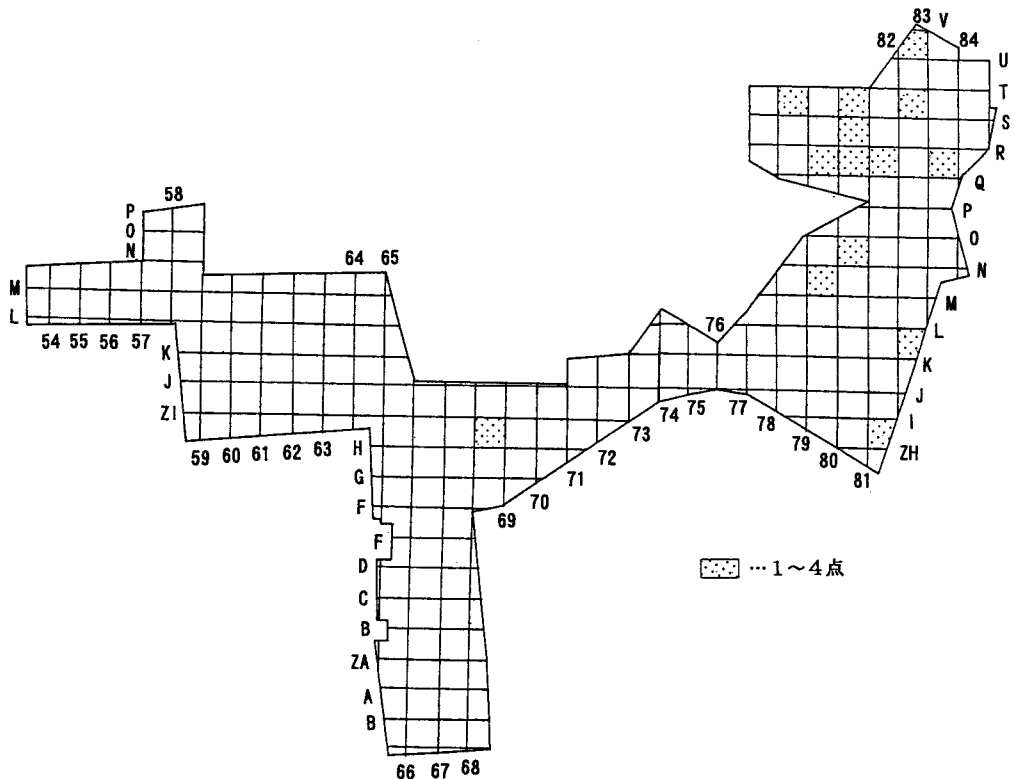 83 V
82 84
U
T
S
R
Q
P
O
N
M
L
K
J
I
ZH
58
P
O
N
M
L
54 55 56 57
64 65
K
J
ZI
59 60 61 62 63
H
G
F
F
D
C
B
ZA
A
B
66 67 68
69 70 71 72 73 74 75
76
77 78 79 80 81
…1～4点